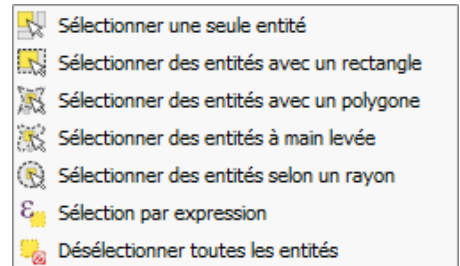 Sélectionner une seule entité
Sélectionner des entités avec un rectangle
Sélectionner des entités avec un polygone
Sélectionner des entités à main levée
Sélectionner des entités selon un rayon
Sélection par expression
Désélectionner toutes les entités